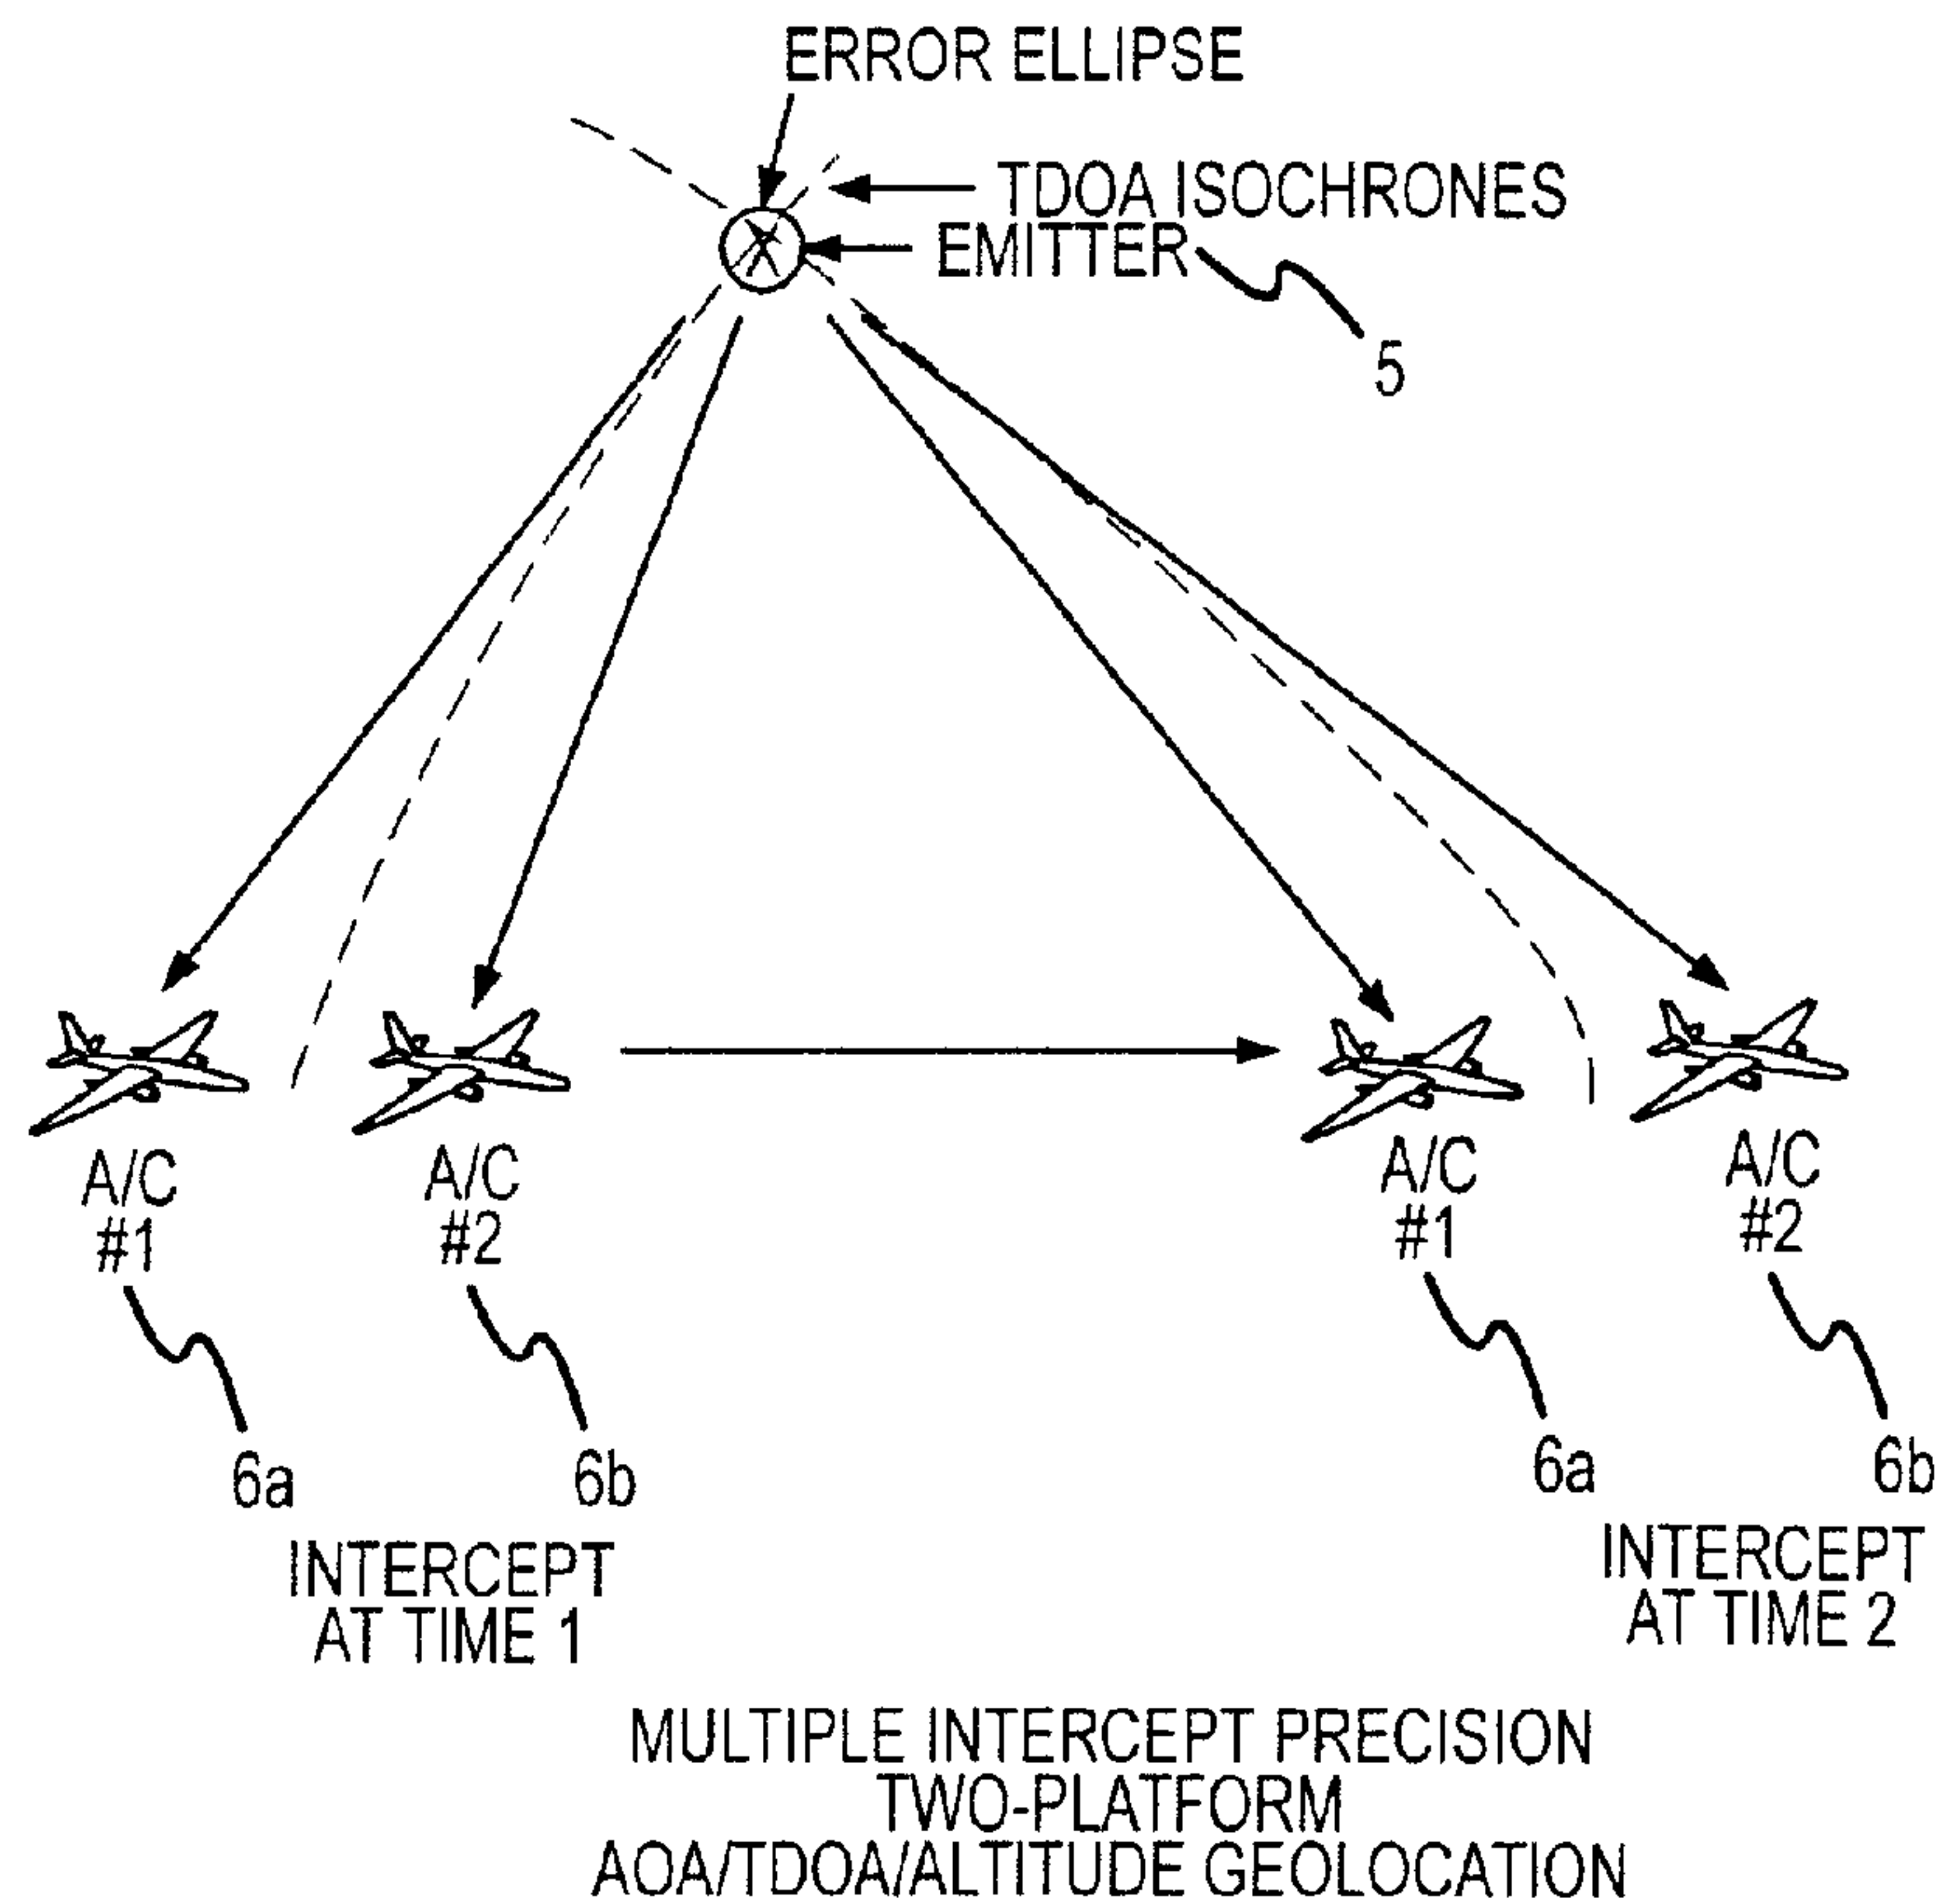 ERROR ELLIPSE
TDOA ISOCHRONES
EMITTER
5
A/C
#1
A/C
#2
A/C
#1
A/C
#2
6a
6b
6a
6b
INTERCEPT
AT TIME 1
INTERCEPT
AT TIME 2
MULTIPLE INTERCEPT PRECISION
TWO-PLATFORM
AOA/TDOA/ALTITUDE GEOLOCATION